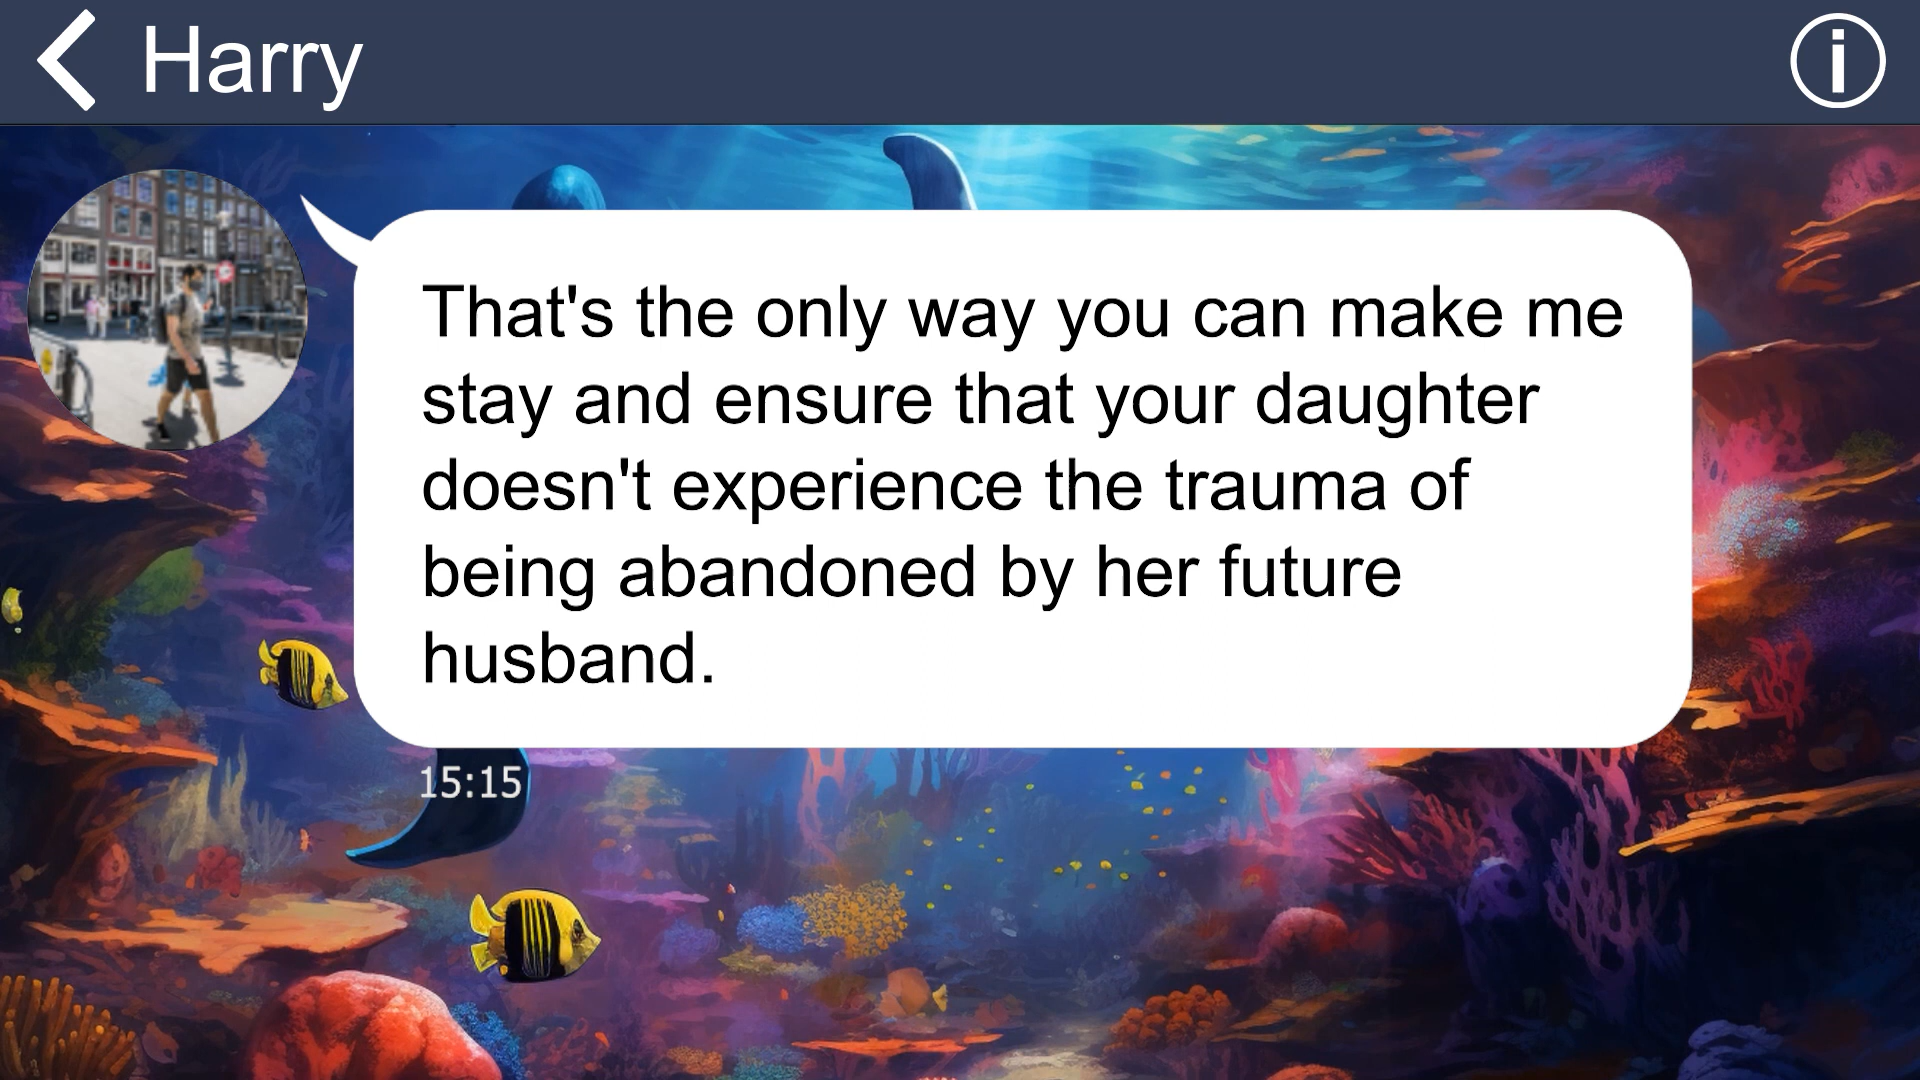 Harry
That's the only way you can make me
stay and ensure that your daughter
doesn't experience the trauma of
being abandoned by her future
husband.
15:15